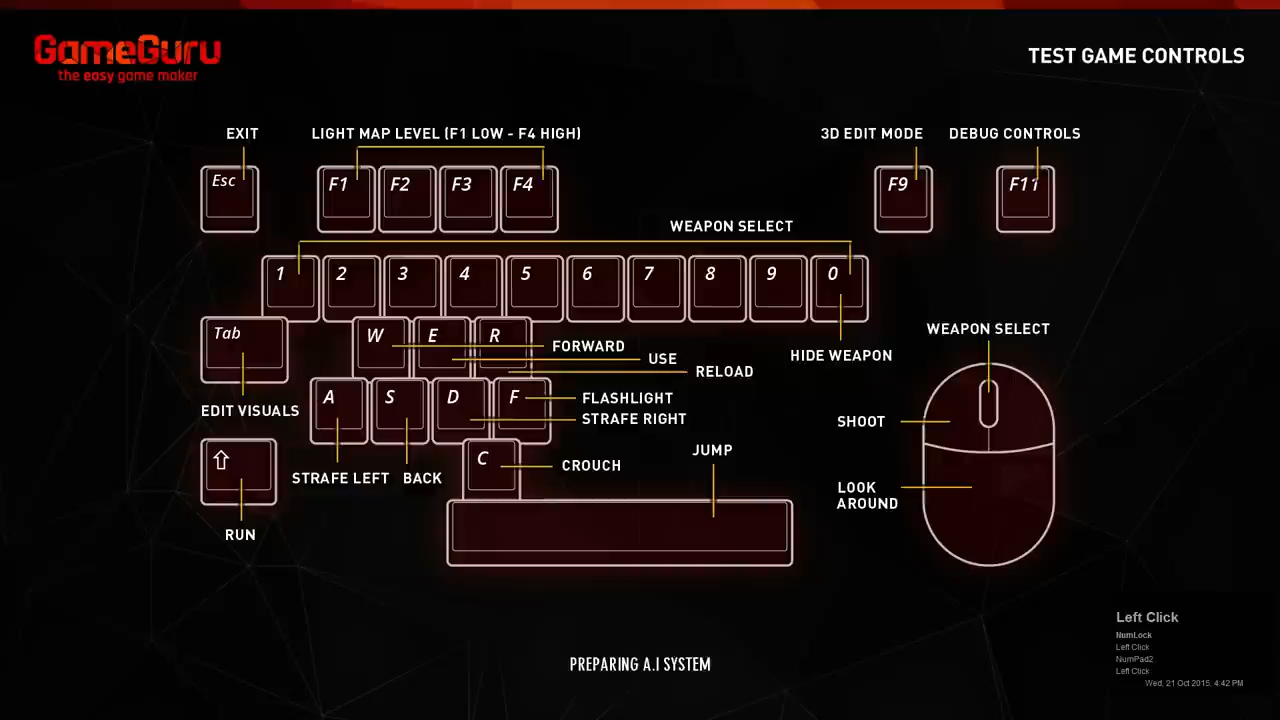 GameGuru
the easy game maker
TEST GAME CONTROLS
EXIT
LIGHT MAP LEVEL (F1 LOW - F4 HIGH)
3D EDIT MODE
DEBUG CONTROLS
Esc
F1
F2
F3
F4
F9
F11
WEAPON SELECT
1
2
3
4
5
6
7
8
9
0
Tab
W
E
R
FORWARD
USE
RELOAD
HIDE WEAPON
WEAPON SELECT
EDIT VISUALS
A
S
D
F
FLASHLIGHT
STRAFE RIGHT
SHOOT
STRAFE LEFT
BACK
C
CROUCH
JUMP
LOOK
AROUND
RUN
PREPARING A.I SYSTEM
Left Click
NumLock
Left Click
NumPad2
Left Click
Wed, 21 Oct 2015, 4:42 PM